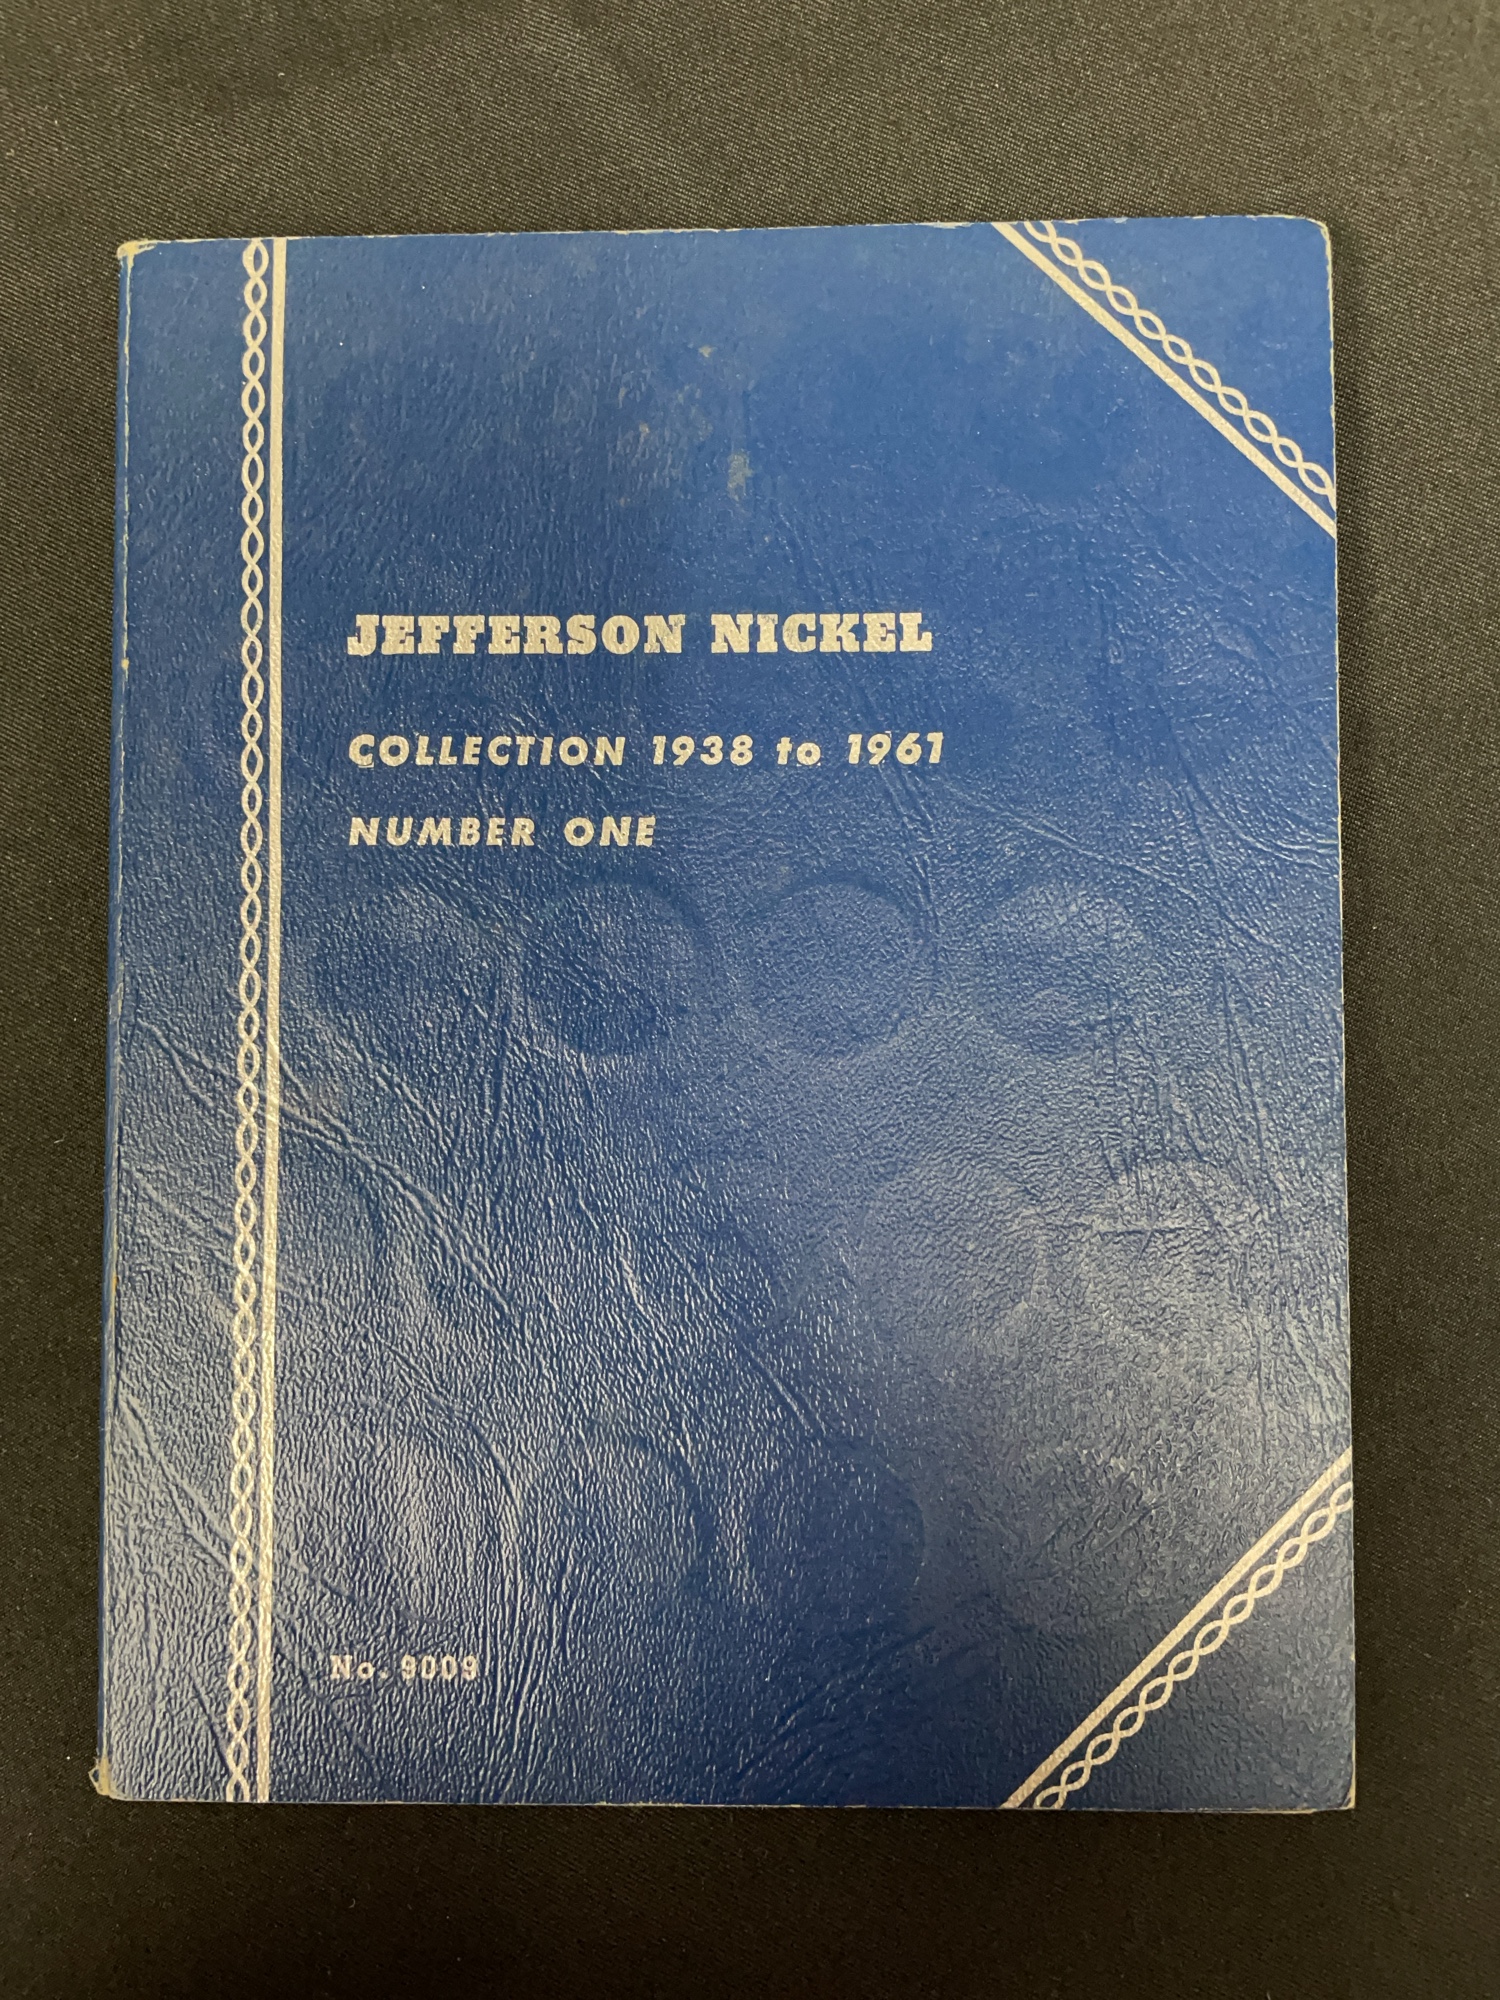 JEFFERSON NICKEL
COLLECTION 1938 to 1961
NUMBER ONE
No. 9009